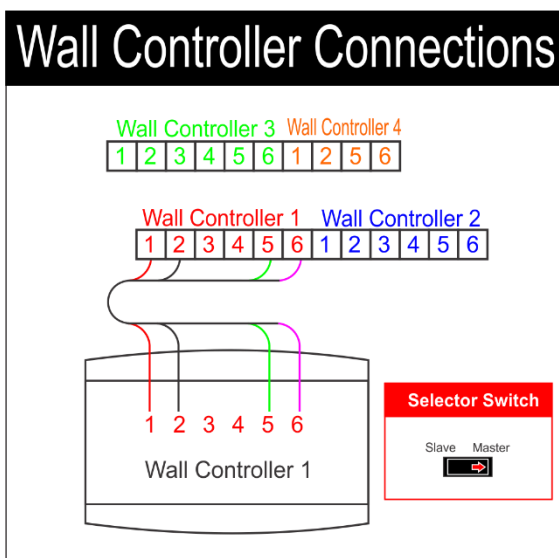 Wall Controller Connections
Wall Controller 3 Wall Controller 4
1 2 3 4 5 6 1 2 5 6
Wall Controller 1 Wall Controller 2
1 2 3 4 5 6 1 2 3 4 5 6
1 2 3 4 5 6
Wall Controller 1
Selector Switch
Slave Master